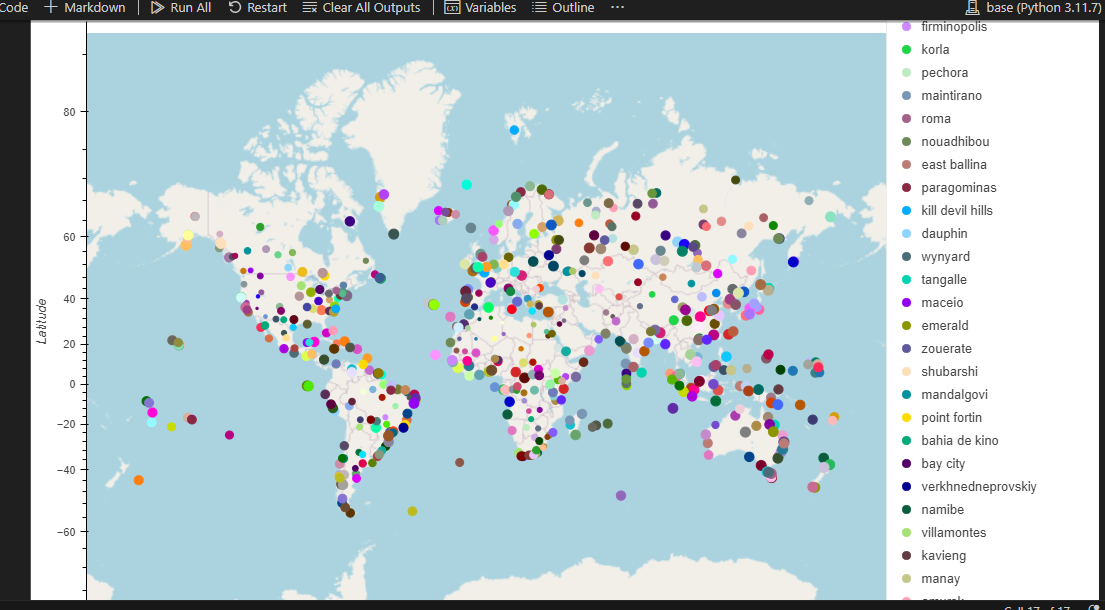 Code + Markdown Run All Restart Clear All Outputs Variables Outline ··· base (Python 3.11.7)
firminopolis
korla
pechora
maintirano
roma
nouadhibou
east ballina
paragominas
kill devil hills
dauphin
wynyard
tangalle
maceio
emerald
zouerate
shubarshi
mandalgovi
point fortin
bahia de kino
bay city
verkhnedneprovskiy
namibe
villamontes
kavieng
manay
80
60
40
20
0
−20
−40
−60
Latitude
Cell 17 of 17